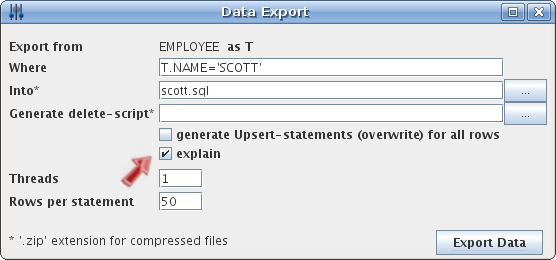 Data Export
Export from EMPLOYEE as T
Where T.NAME='SCOTT'
Into* scott.sql ...
Generate delete-script* ...
generate Upsert-statements (overwrite) for all rows
explain
Threads 1
Rows per statement 50
* '.zip' extension for compressed files Export Data